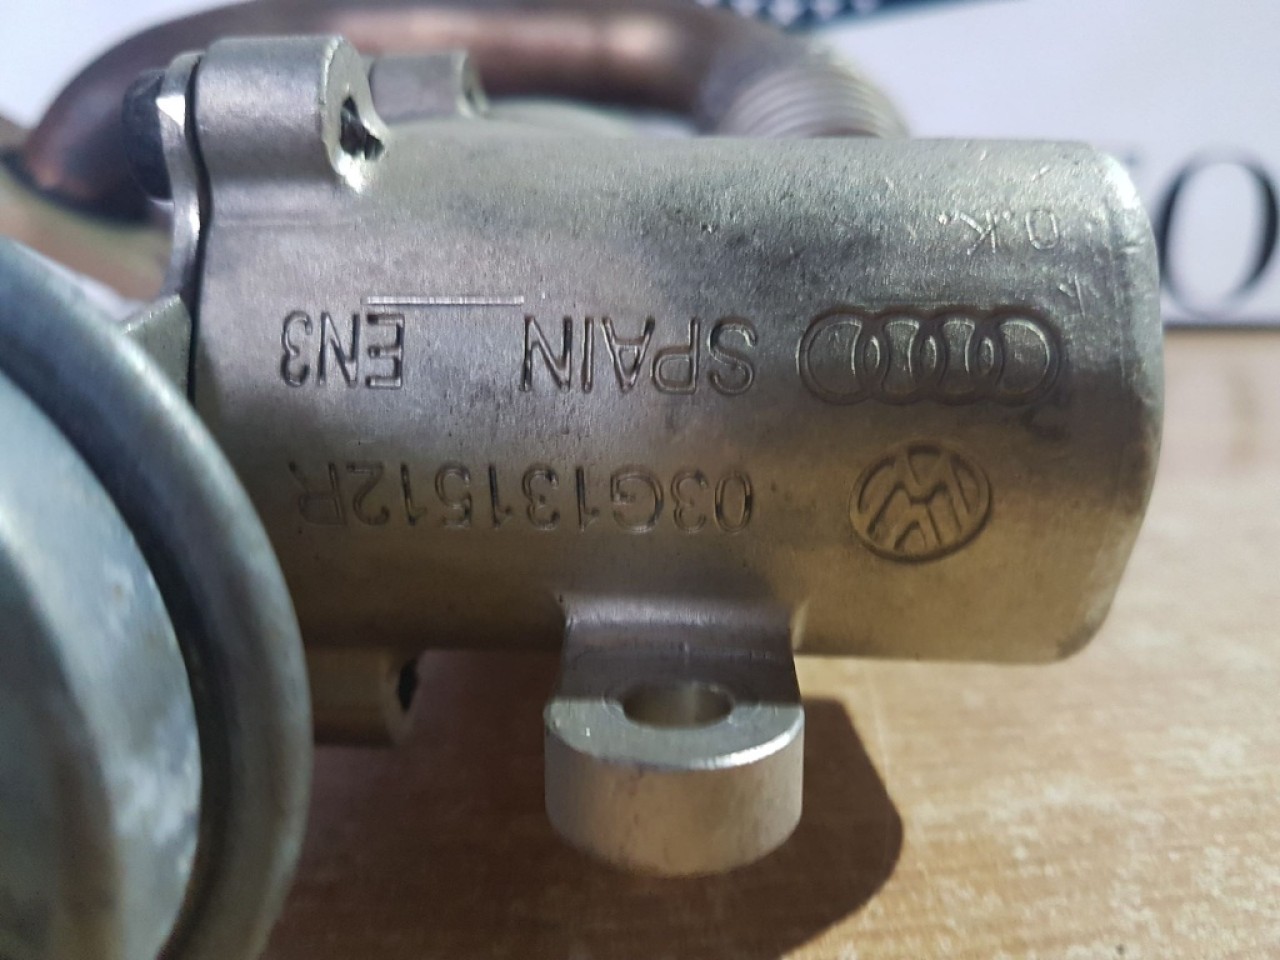 03G131512R
SPAIN EN3
O.K.